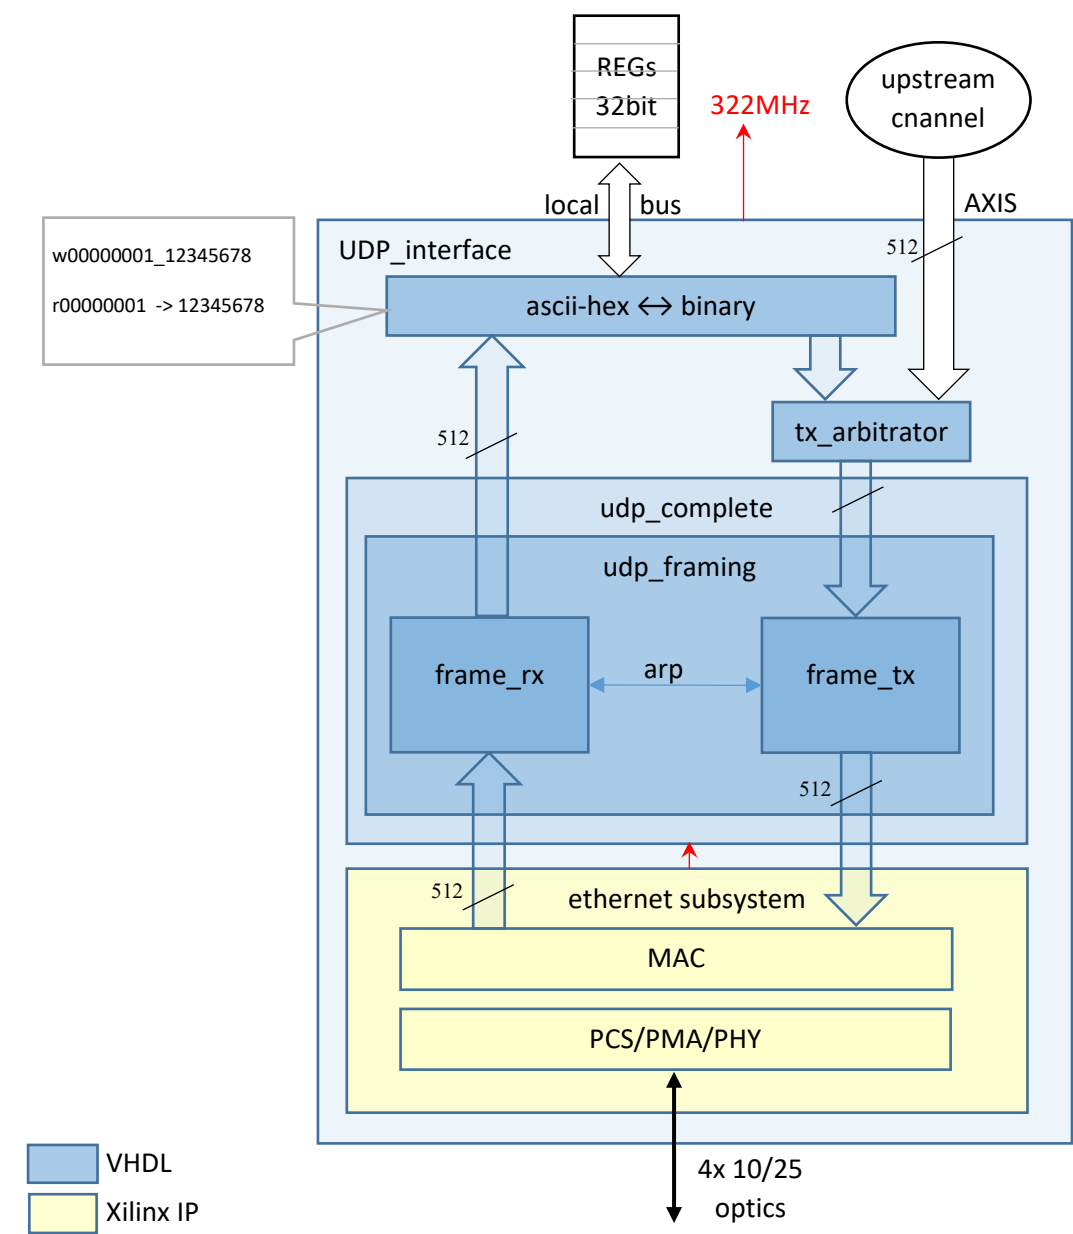 REGs
32bit
322MHz
upstream
cnannel
local bus
AXIS
UDP_interface
512
w00000001_12345678
r00000001 -> 12345678
ascii-hex ↔ binary
512
tx_arbitrator
udp_complete
udp_framing
frame_rx
arp
frame_tx
512
512
ethernet subsystem
MAC
PCS/PMA/PHY
VHDL
Xilinx IP
4x 10/25
optics